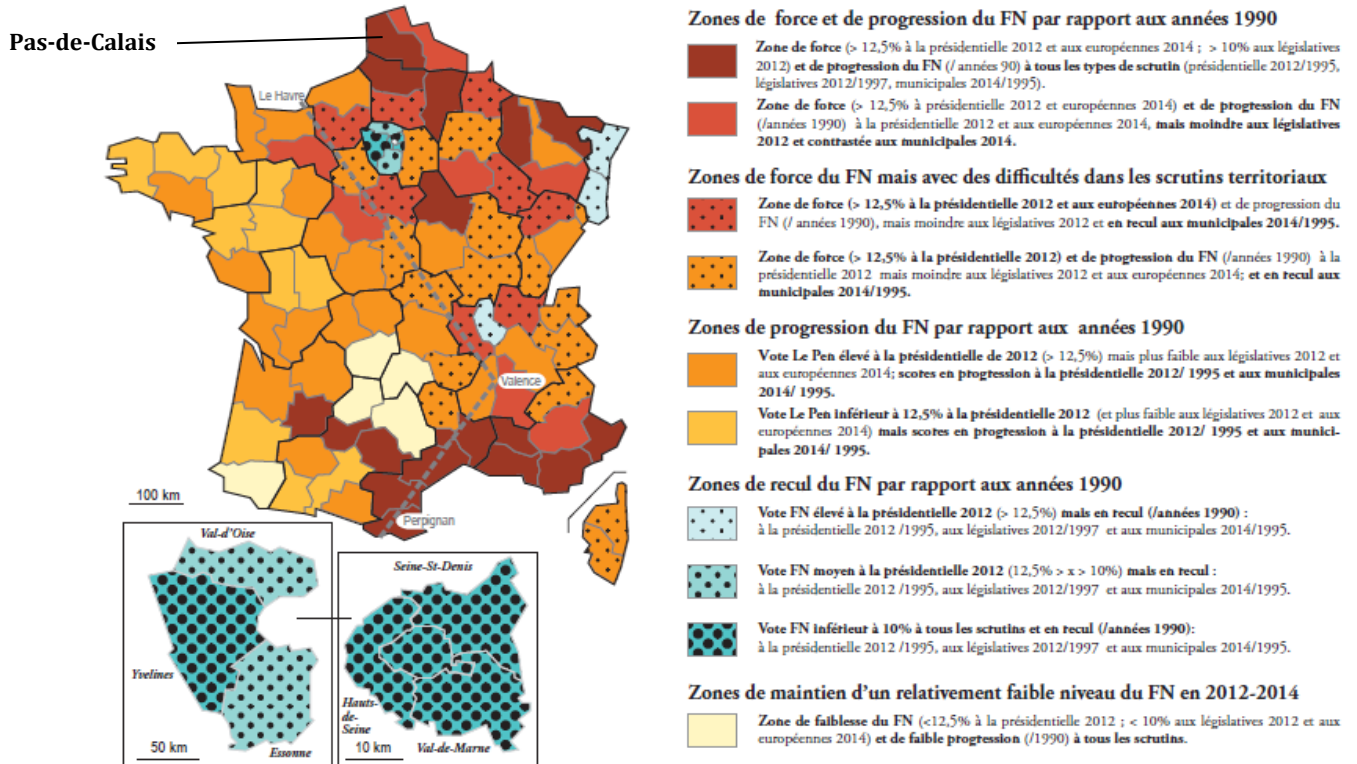 Pas-de-Calais
Le Havre
Valence
Perpignan
100 km
Val-d'Oise
Yvelines
Essonne
50 km
Seine-St-Denis
Hauts-
de-
Seine
Val-de-Marne
10 km
Zones de force et de progression du FN par rapport aux années 1990
Zone de force (> 12,5% à la présidentielle 2012 et aux européennes 2014 ; > 10% aux législatives
2012) et de progression du FN (/ années 90) à tous les types de scrutin (présidentielle 2012/1995,
législatives 2012/1997, municipales 2014/1995).
Zone de force (> 12,5% à présidentielle 2012 et européennes 2014) et de progression du FN
(/années 1990) à la présidentielle 2012 et aux européennes 2014, mais moindre aux législatives
2012 et contrastée aux municipales 2014.
Zones de force du FN mais avec des difficultés dans les scrutins territoriaux
Zone de force (> 12,5% à la présidentielle 2012 et aux européennes 2014) et de progression du
FN (/ années 1990), mais moindre aux législatives 2012 et en recul aux municipales 2014/1995.
Zone de force (> 12,5% à la présidentielle 2012) et de progression du FN (/années 1990) à la
présidentielle 2012 mais moindre aux législatives 2012 et aux européennes 2014; et en recul aux
municipales 2014/1995.
Zones de progression du FN par rapport aux années 1990
Vote Le Pen élevé à la présidentielle de 2012 (> 12,5%) mais plus faible aux législatives 2012 et
aux européennes 2014; scores en progression à la présidentielle 2012/ 1995 et aux municipales
2014/ 1995.
Vote Le Pen inférieur à 12,5% à la présidentielle 2012 (et plus faible aux législatives 2012 et aux
européennes 2014) mais scores en progression à la présidentielle 2012/ 1995 et aux munici-
pales 2014/ 1995.
Zones de recul du FN par rapport aux années 1990
Vote FN élevé à la présidentielle 2012 (> 12,5%) mais en recul (/années 1990) :
à la présidentielle 2012 /1995, aux législatives 2012/1997 et aux municipales 2014/1995.
Vote FN moyen à la présidentielle 2012 (12,5% > x > 10%) mais en recul :
à la présidentielle 2012 /1995, aux législatives 2012/1997 et aux municipales 2014/1995.
Vote FN inférieur à 10% à tous les scrutins et en recul (/années 1990):
à la présidentielle 2012 /1995, aux législatives 2012/1997 et aux municipales 2014/1995.
Zones de maintien d'un relativement faible niveau du FN en 2012-2014
Zone de faiblesse du FN (<12,5% à la présidentielle 2012 ; < 10% aux législatives 2012 et aux
européennes 2014) et de faible progression (/1990) à tous les scrutins.